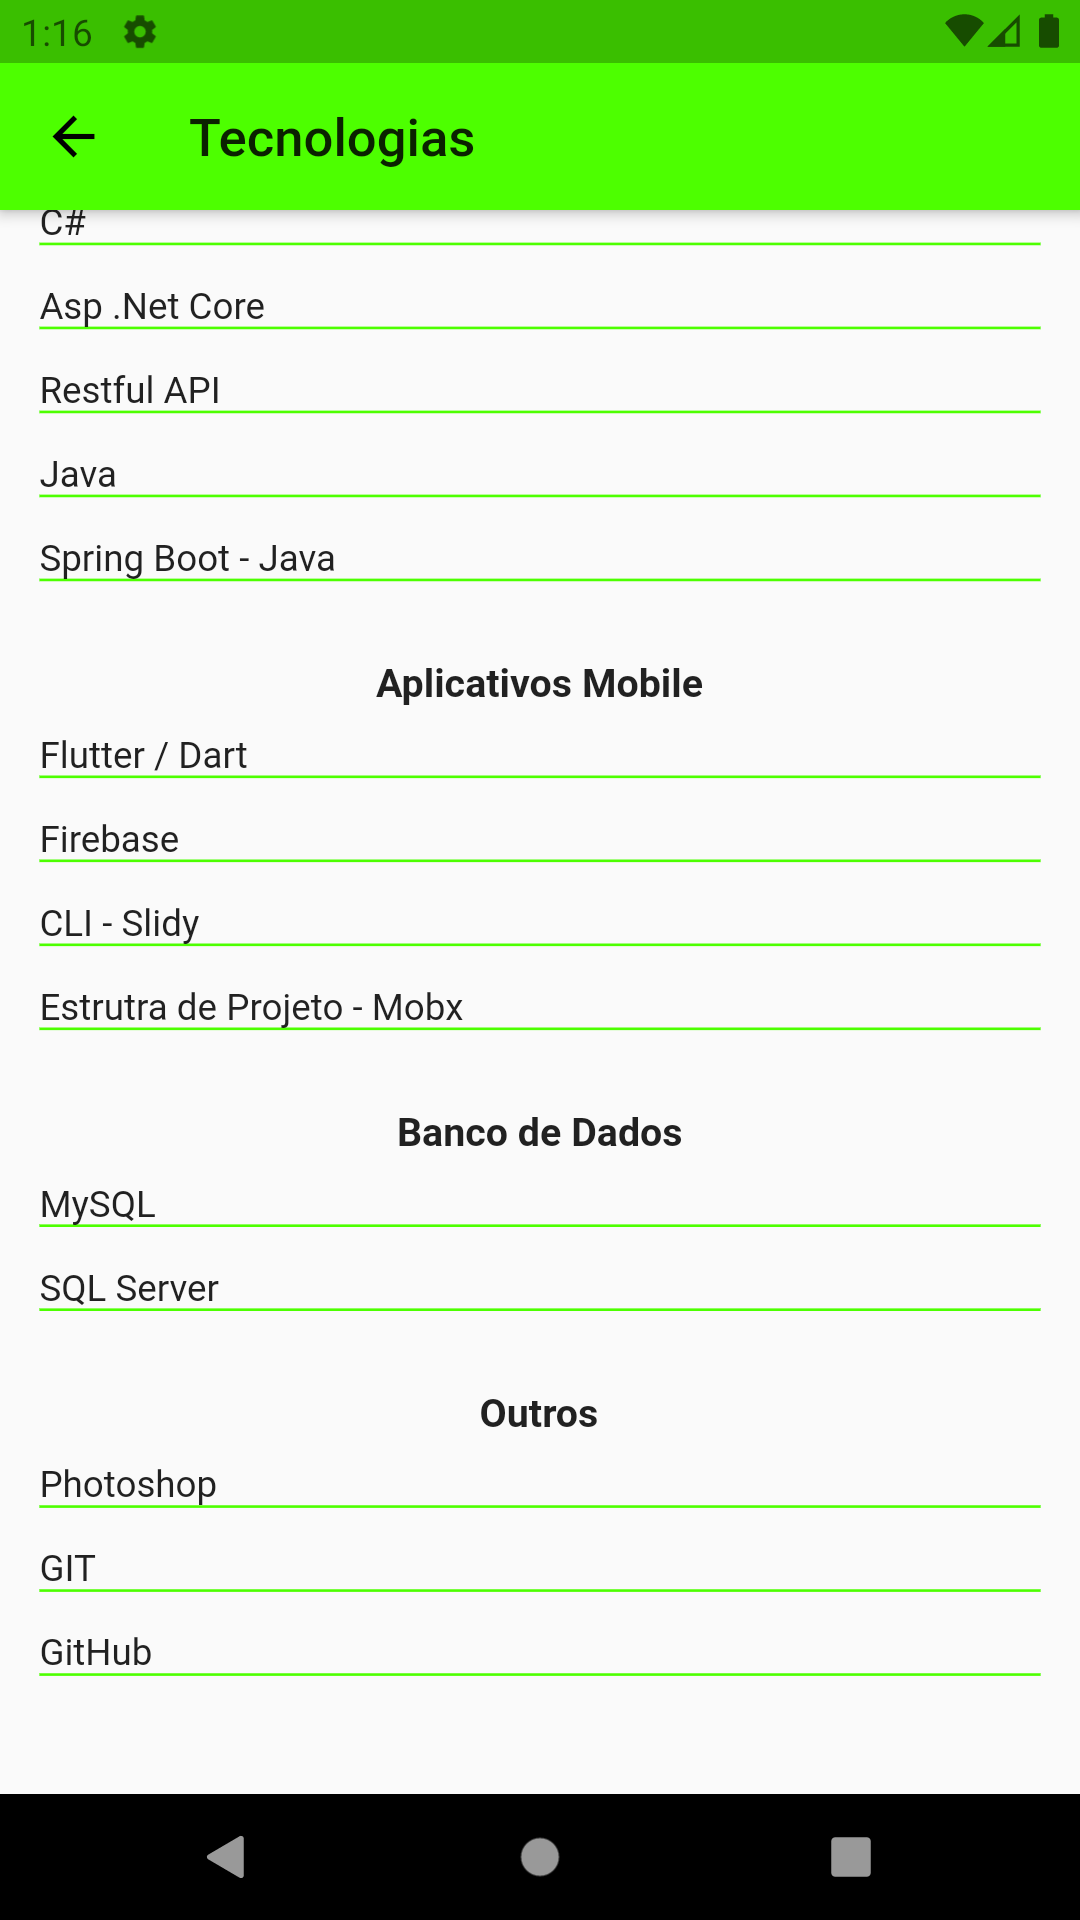 1:16
Tecnologias
C#
Asp .Net Core
Restful API
Java
Spring Boot - Java
Aplicativos Mobile
Flutter / Dart
Firebase
CLI - Slidy
Estrutra de Projeto - Mobx
Banco de Dados
MySQL
SQL Server
Outros
Photoshop
GIT
GitHub